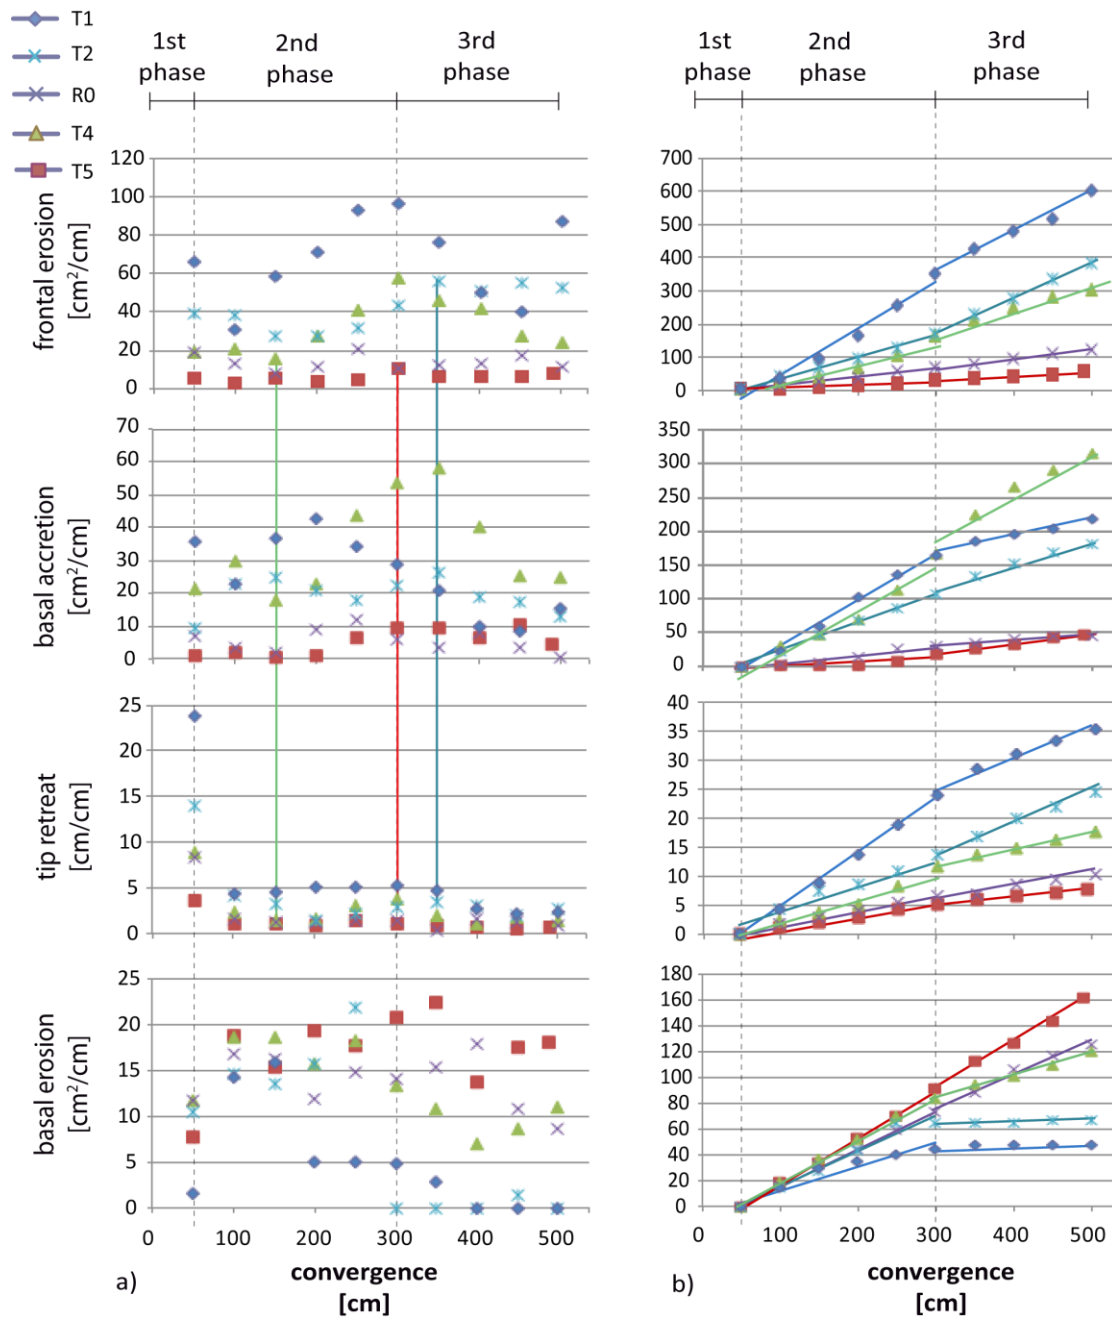 T1
T2
R0
T4
T5
1st
phase
2nd
phase
3rd
phase
1st
phase
2nd
phase
3rd
phase
frontal erosion
[cm²/cm]
120
100
80
60
40
20
0
700
600
500
400
300
200
100
0
basal accretion
[cm²/cm]
70
60
50
40
30
20
10
0
350
300
250
200
150
100
50
0
tip retreat
[cm/cm]
25
20
15
10
5
0
40
35
30
25
20
15
10
5
0
basal erosion
[cm²/cm]
25
20
15
10
5
0
180
160
140
120
100
80
60
40
20
0
0 100 200 300 400 500
0 100 200 300 400 500
a) convergence
[cm]
b) convergence
[cm]